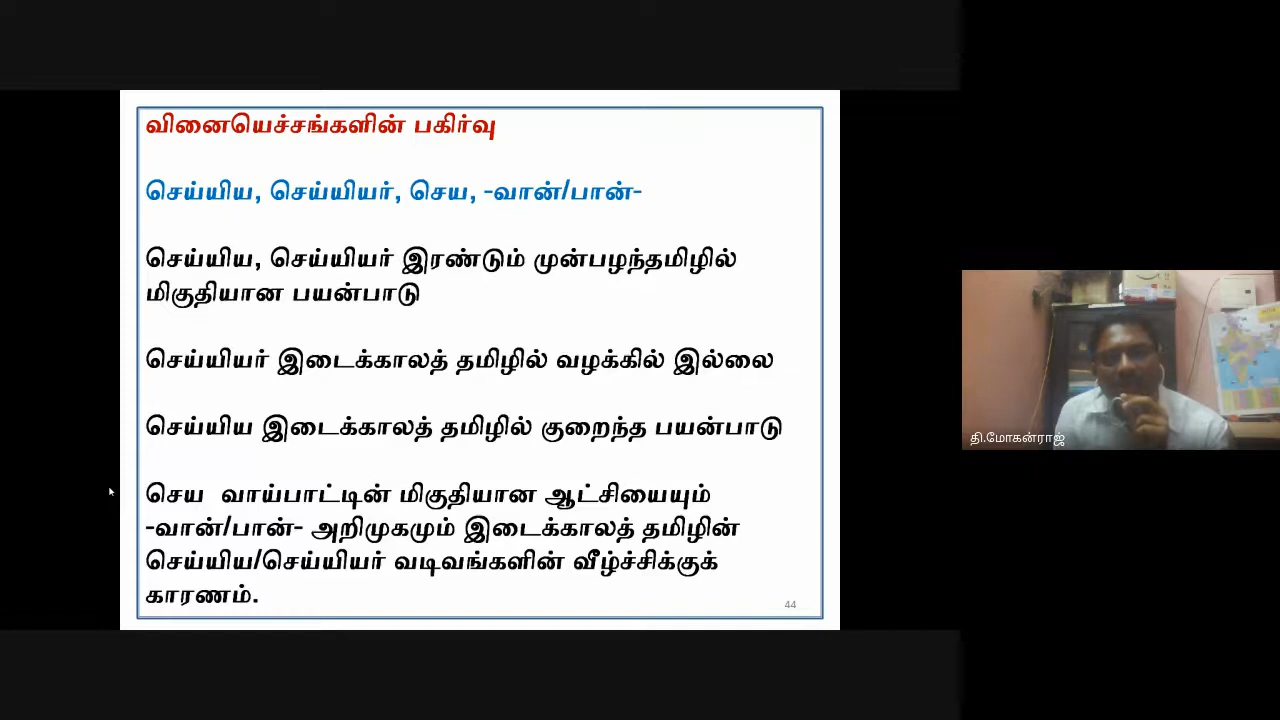 வினையெச்சங்களின் பகிர்வு
செய்யிய, செய்யியர், செய, -வான்/பான்-
செய்யிய, செய்யியர் இரண்டும் முன்பழந்தமிழில்
மிகுதியான பயன்பாடு
செய்யியர் இடைக்காலத் தமிழில் வழக்கில் இல்லை
செய்யிய இடைக்காலத் தமிழில் குறைந்த பயன்பாடு
செய வாய்பாட்டின் மிகுதியான ஆட்சியையும்
-வான்/பான்- அறிமுகமும் இடைக்காலத் தமிழின்
செய்யிய/செய்யியர் வடிவங்களின் வீழ்ச்சிக்குக்
காரணம்.
44
தி.மோகன்ராஜ்